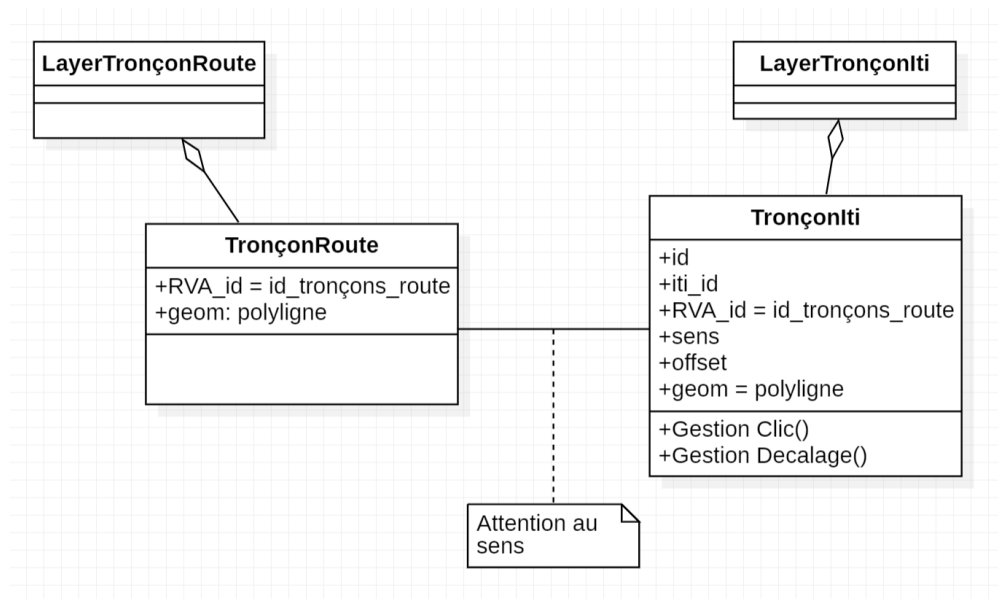 LayerTronçonRoute
LayerTronçonIti
TronçonRoute
+RVA_id = id_tronçons_route
+geom: polyligne
TronçonIti
+id
+iti_id
+RVA_id = id_tronçons_route
+sens
+offset
+geom = polyligne
+Gestion Clic()
+Gestion Decalage()
Attention au
sens